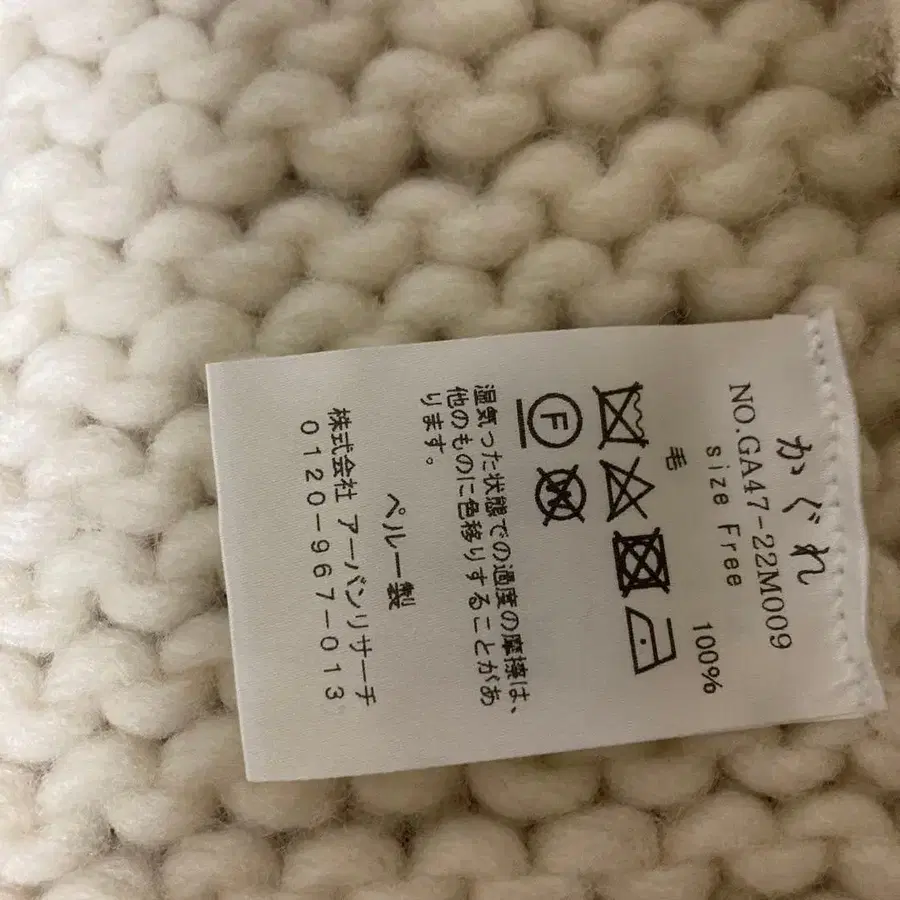 かぐれ
NO.GA47-22M009
size Free
毛 100%
F
W
湿気った状態での過度の摩擦は、
他のものに色移りすることがあ
ります。
ペルー製
株式会社 アーバンリサーチ
0120-967-013